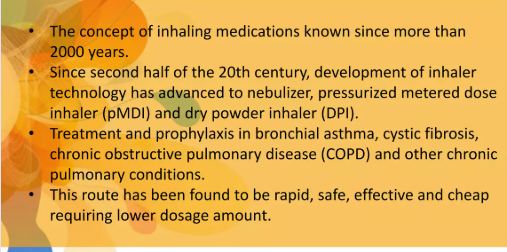 • The concept of inhaling medications known since more than
2000 years.
• Since second half of the 20th century, development of inhaler
technology has advanced to nebulizer, pressurized metered dose
inhaler (pMDI) and dry powder inhaler (DPI).
• Treatment and prophylaxis in bronchial asthma, cystic fibrosis,
chronic obstructive pulmonary disease (COPD) and other chronic
pulmonary conditions.
• This route has been found to be rapid, safe, effective and cheap
requiring lower dosage amount.